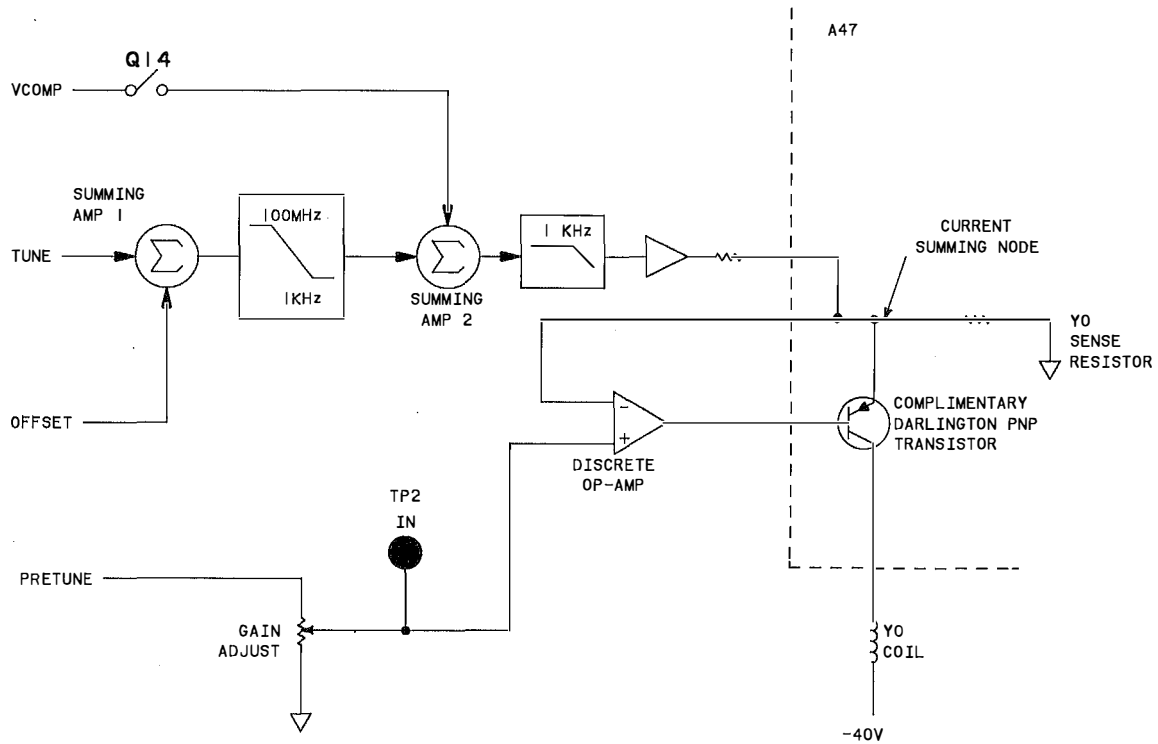 A47
Q14
VCOMP
SUMMING
AMP 1
100MHz
1 KHz
CURRENT
SUMMING NODE
TUNE
Σ
Σ
1KHz
SUMMING
AMP 2
YO
SENSE
RESISTOR
OFFSET
−
+
COMPLIMENTARY
DARLINGTON PNP
TRANSISTOR
DISCRETE
OP-AMP
TP2
IN
PRETUNE
GAIN
ADJUST
YO
COIL
-40V